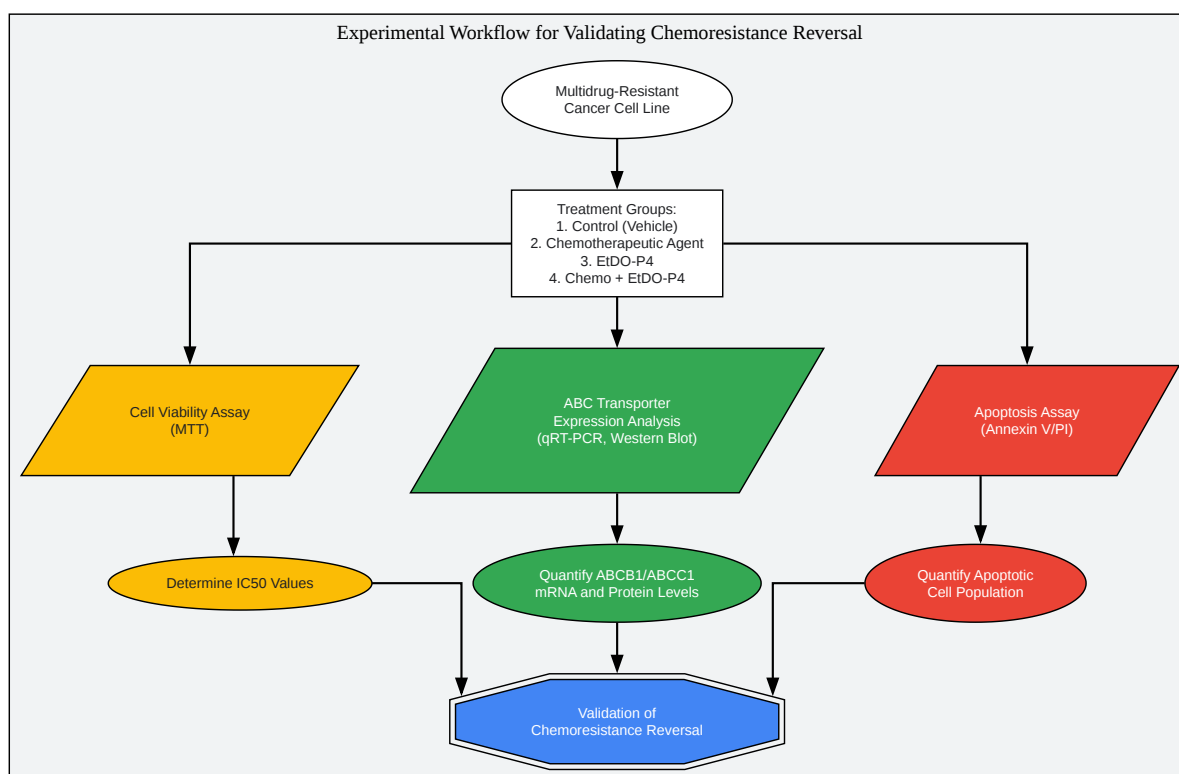 Experimental Workflow for Validating Chemoresistance Reversal
Multidrug-Resistant
Cancer Cell Line
Treatment Groups:
1. Control (Vehicle)
2. Chemotherapeutic Agent
3. EtDO-P4
4. Chemo + EtDO-P4
Cell Viability Assay
(MTT)
ABC Transporter
Expression Analysis
(qRT-PCR, Western Blot)
Apoptosis Assay
(Annexin V/PI)
Determine IC50 Values
Quantify ABCB1/ABCC1
mRNA and Protein Levels
Quantify Apoptotic
Cell Population
Validation of
Chemoresistance Reversal